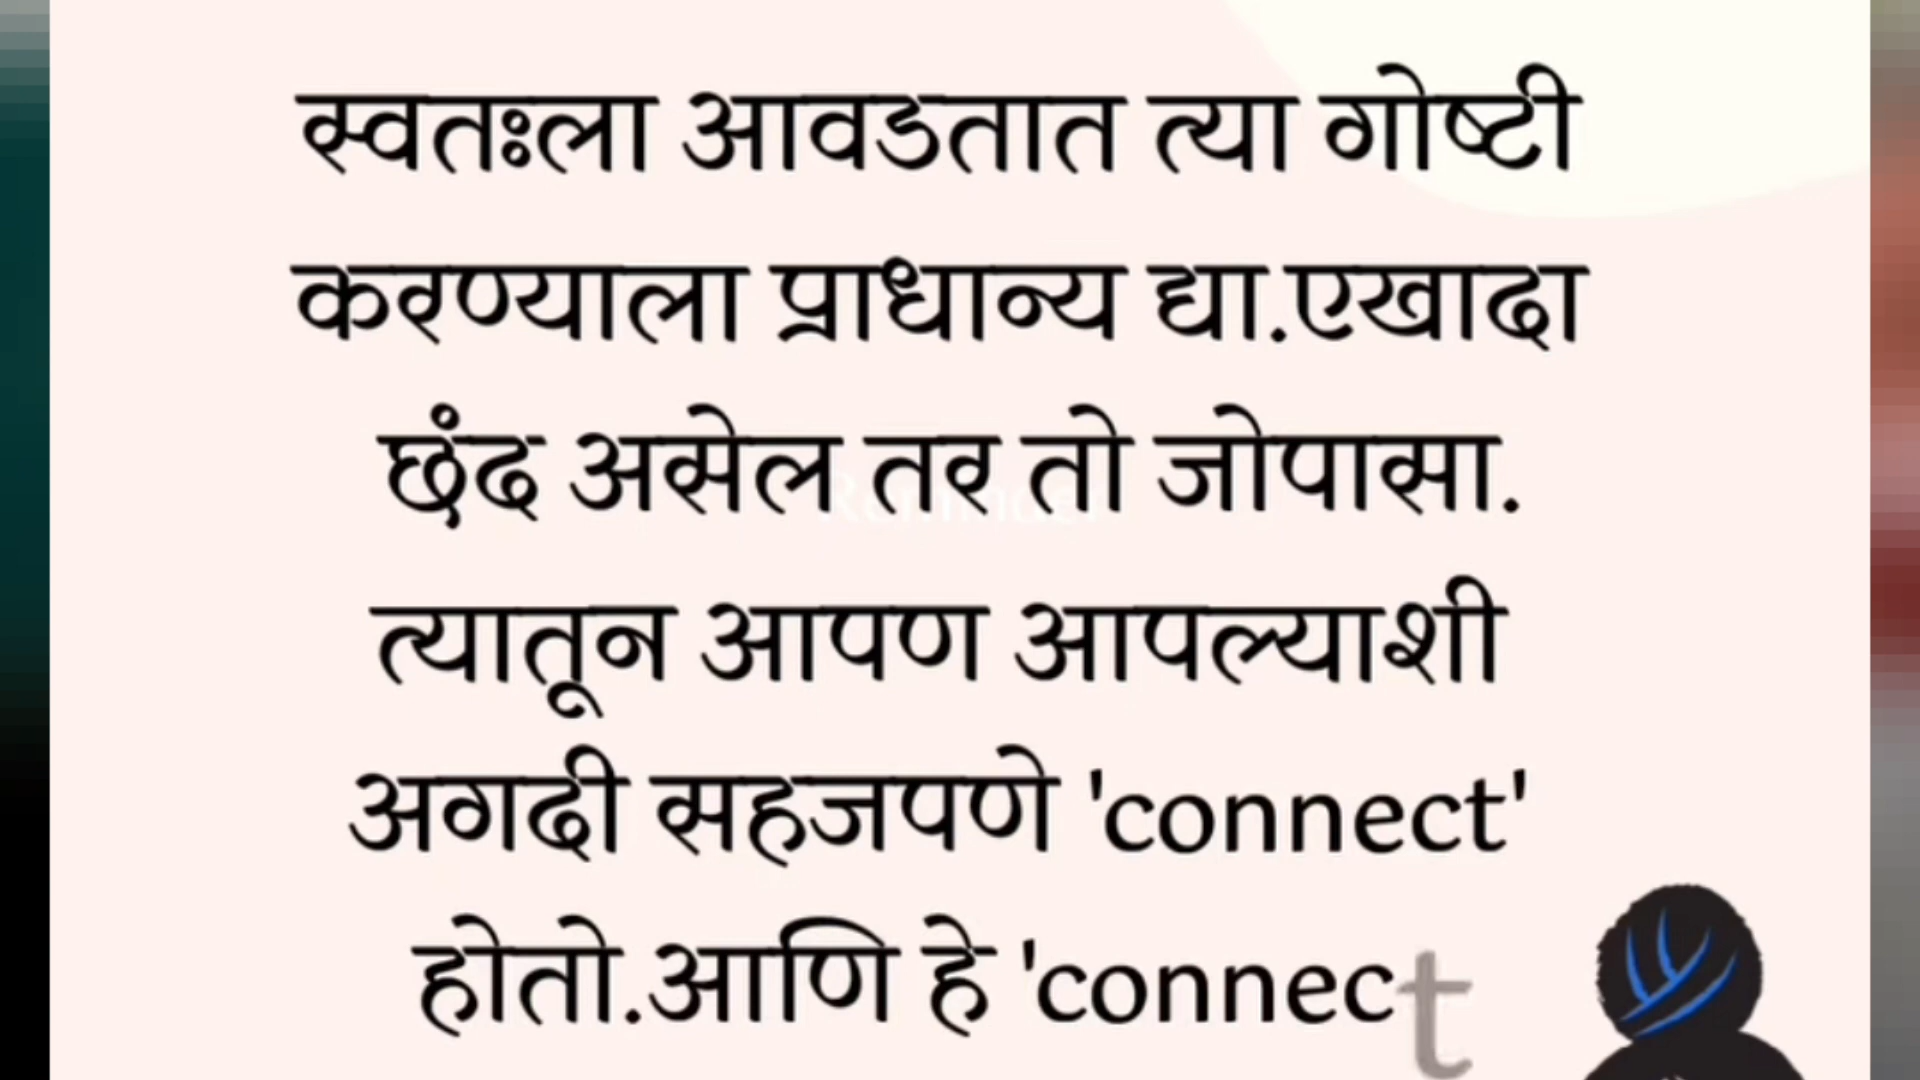 स्वतःला आवडतात त्या गोष्टी
करण्याला प्राधान्य द्या.एखादा
छंद असेल तर तो जोपासा.
त्यातून आपण आपल्याशी
अगदी सहजपणे 'connect'
होतो.आणि हे 'connect